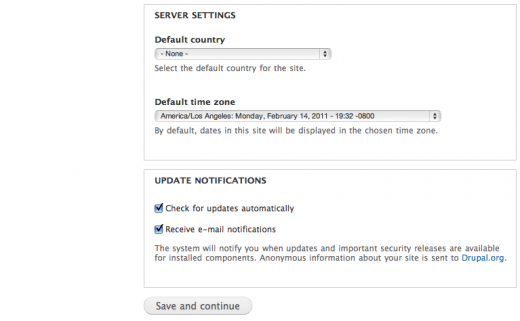 SERVER SETTINGS
Default country
- None -
Select the default country for the site.
Default time zone
America/Los Angeles: Monday, February 14, 2011 - 19:32 -0800
By default, dates in this site will be displayed in the chosen time zone.
UPDATE NOTIFICATIONS
Check for updates automatically
Receive e-mail notifications
The system will notify you when updates and important security releases are available
for installed components. Anonymous information about your site is sent to Drupal.org.
Save and continue